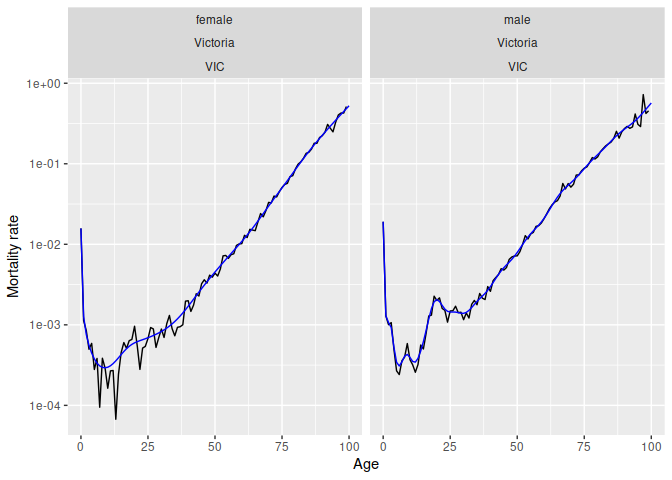 female
male
Victoria
Victoria
VIC
VIC
1e+00
1e-01
1e-02
1e-03
1e-04
Mortality rate
0
25
50
75
100
0
25
50
75
100
Age